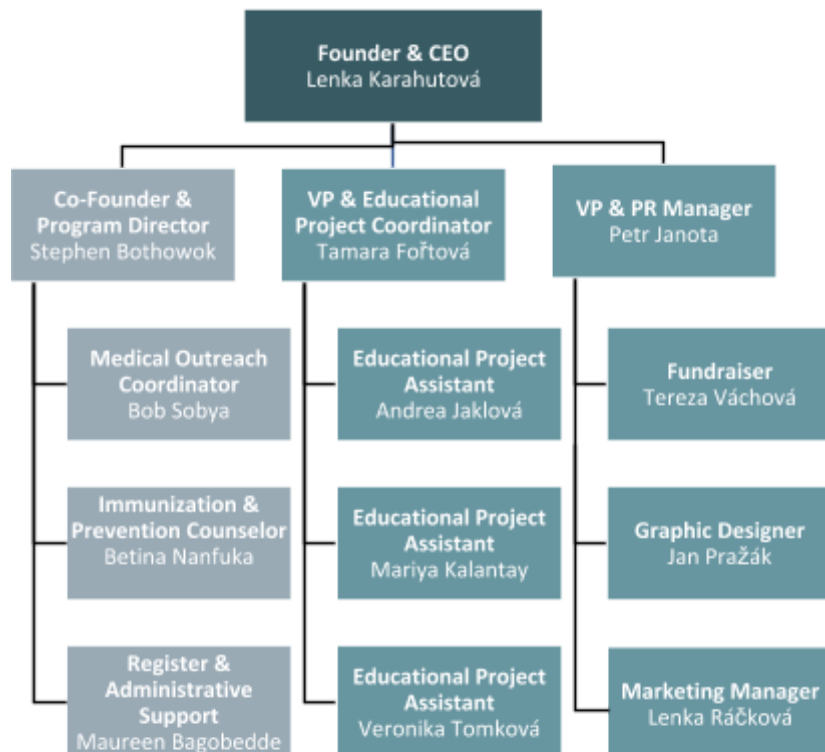 Founder & CEO
Lenka Karahutová
Co-Founder &
Program Director
Stephen Bothowok
VP & Educational
Project Coordinator
Tamara Fořtová
VP & PR Manager
Petr Janota
Medical Outreach
Coordinator
Bob Sobya
Immunization &
Prevention Counselor
Betina Nanfuka
Register &
Administrative
Support
Maureen Bagobedde
Educational Project
Assistant
Andrea Jaklová
Educational Project
Assistant
Mariya Kalantay
Educational Project
Assistant
Veronika Tomková
Fundraiser
Tereza Váchová
Graphic Designer
Jan Pražák
Marketing Manager
Lenka Ráčková